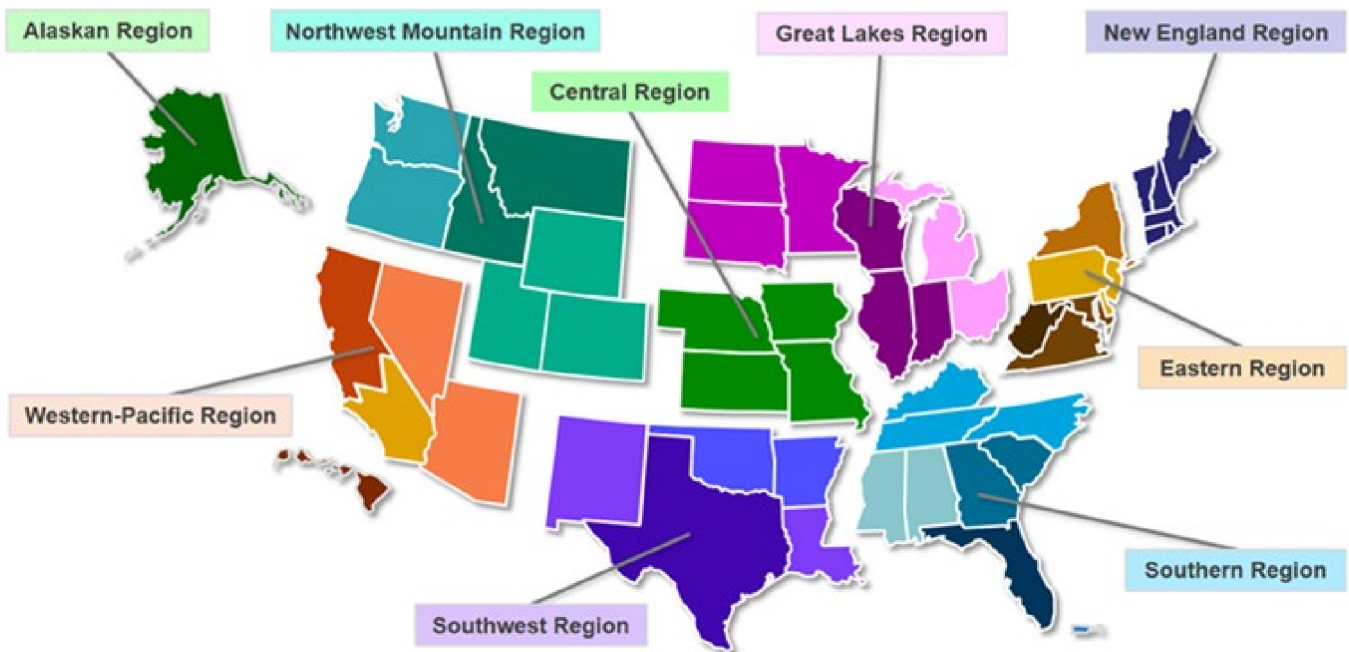 Alaskan Region
Northwest Mountain Region
Great Lakes Region
New England Region
Central Region
Eastern Region
Western-Pacific Region
Southern Region
Southwest Region